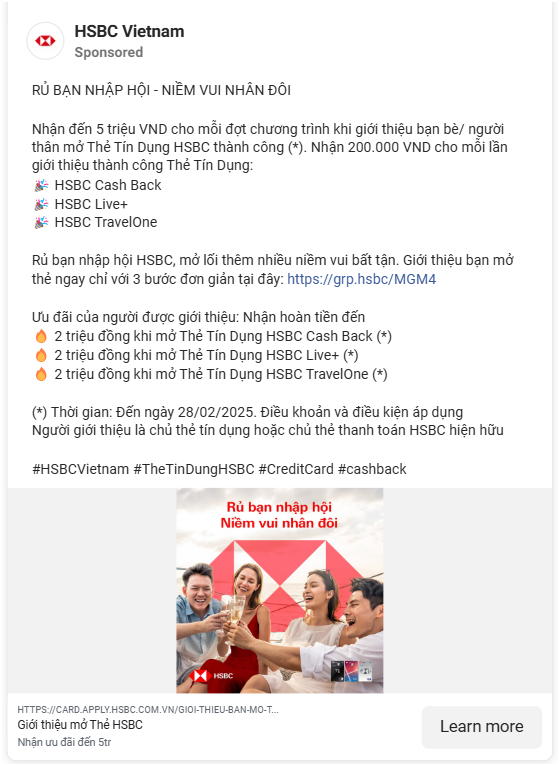 HSBC Vietnam
Sponsored
RỦ BẠN NHẬP HỘI - NIỀM VUI NHÂN ĐÔI
Nhận đến 5 triệu VND cho mỗi đợt chương trình khi giới thiệu bạn bè/ người
thân mở Thẻ Tín Dụng HSBC thành công (*). Nhận 200.000 VND cho mỗi lần
giới thiệu thành công Thẻ Tín Dụng:
🎉 HSBC Cash Back
🎉 HSBC Live+
🎉 HSBC TravelOne
Rủ bạn nhập hội HSBC, mở lối thêm nhiều niềm vui bất tận. Giới thiệu bạn mở
thẻ ngay chỉ với 3 bước đơn giản tại đây: https://grp.hsbc/MGM4
Ưu đãi của người được giới thiệu: Nhận hoàn tiền đến
🔥 2 triệu đồng khi mở Thẻ Tín Dụng HSBC Cash Back (*)
🔥 2 triệu đồng khi mở Thẻ Tín Dụng HSBC Live+ (*)
🔥 2 triệu đồng khi mở Thẻ Tín Dụng HSBC TravelOne (*)
(*) Thời gian: Đến ngày 28/02/2025. Điều khoản và điều kiện áp dụng
Người giới thiệu là chủ thẻ tín dụng hoặc chủ thẻ thanh toán HSBC hiện hữu
#HSBCVietnam #TheTinDungHSBC #CreditCard #cashback
Rủ bạn nhập hội
Niềm vui nhân đôi
HSBC
HTTPS://CARD.APPLY.HSBC.COM.VN/GIOI-THIEU-BAN-MO-T...
Giới thiệu mở Thẻ HSBC
Nhận ưu đãi đến 5tr
Learn more